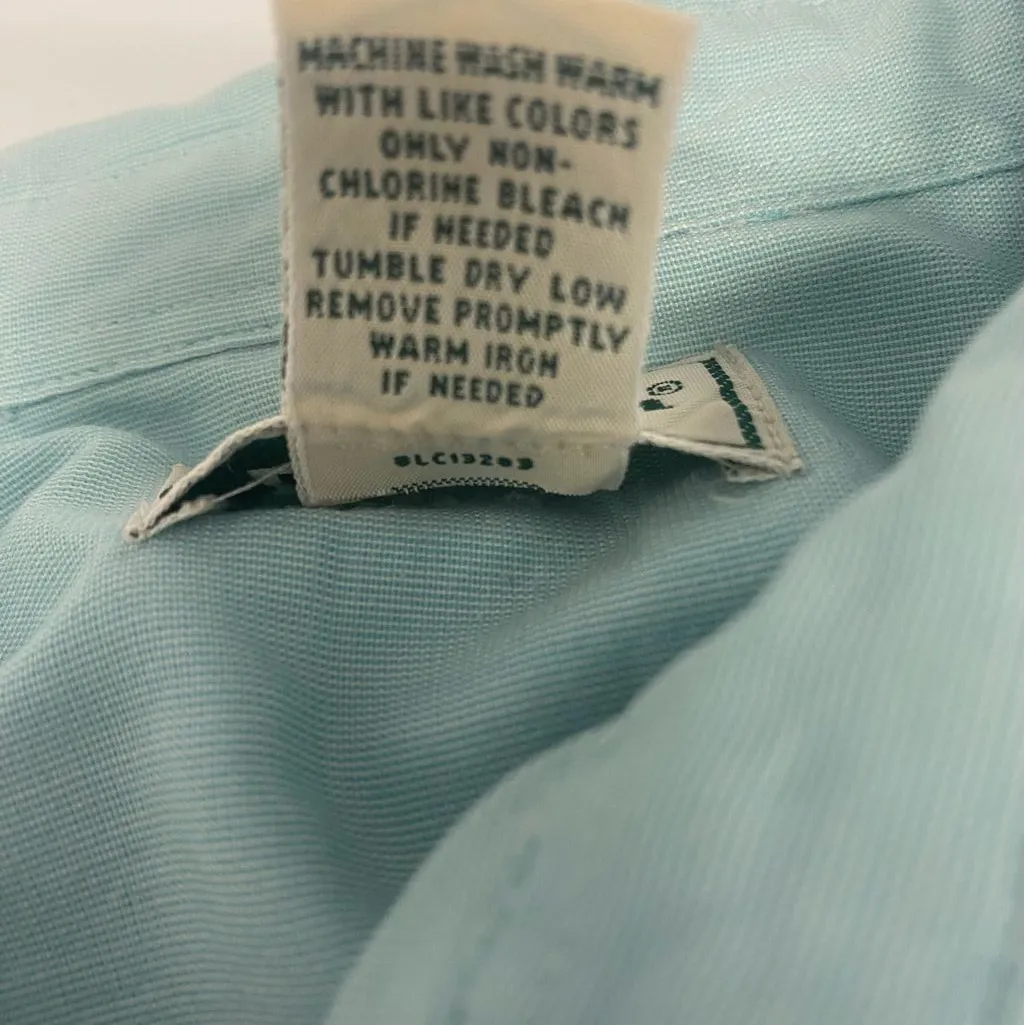 MACHINE WASH WARM
WITH LIKE COLORS
ONLY NON-
CHLORINE BLEACH
IF NEEDED
TUMBLE DRY LOW
REMOVE PROMPTLY
WARM IRON
IF NEEDED
®